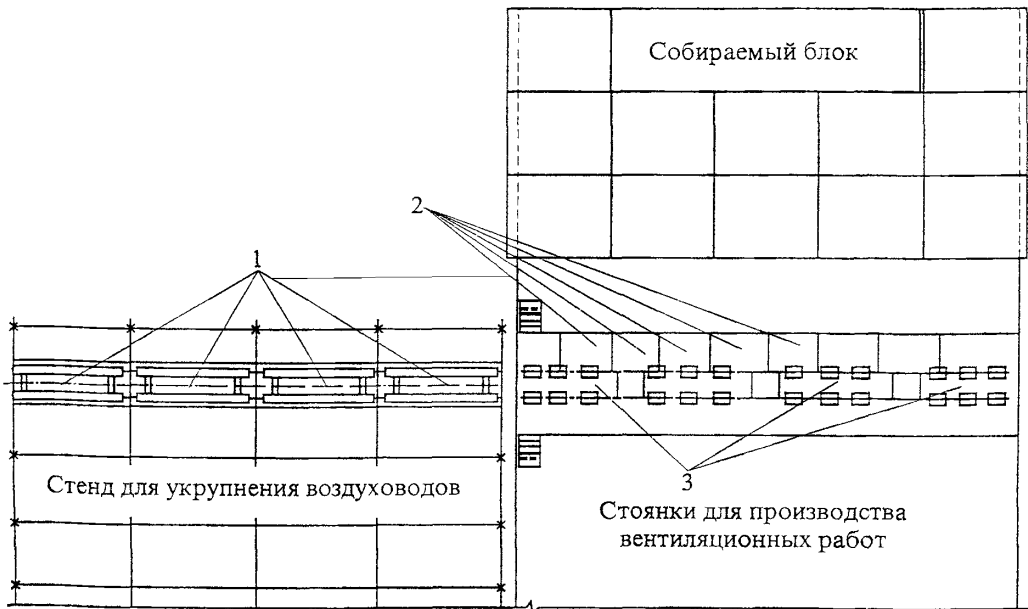 Собираемый блок
2
1
Стенд для укрупнения воздуховодов
3
Стоянки для производства
вентиляционных работ